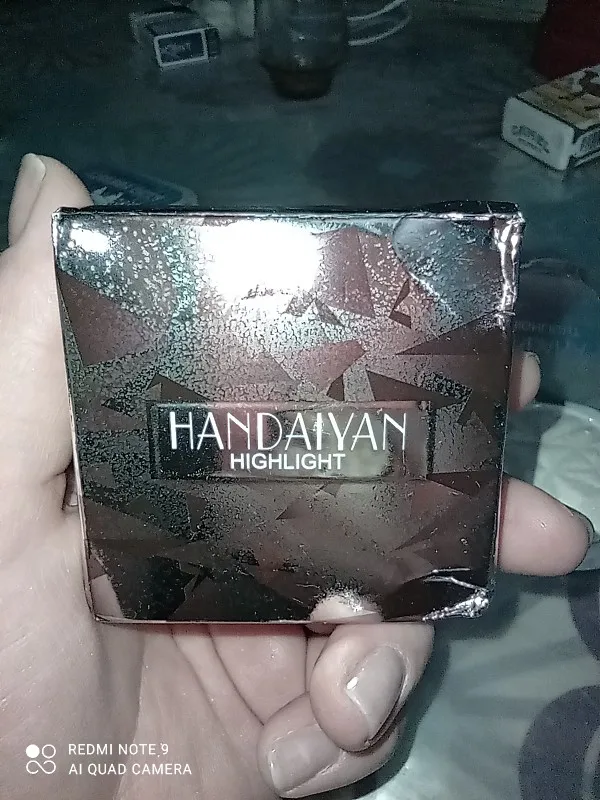 HANDAIYAN
HIGHLIGHT
REDMI NOTE 9
AI QUAD CAMERA